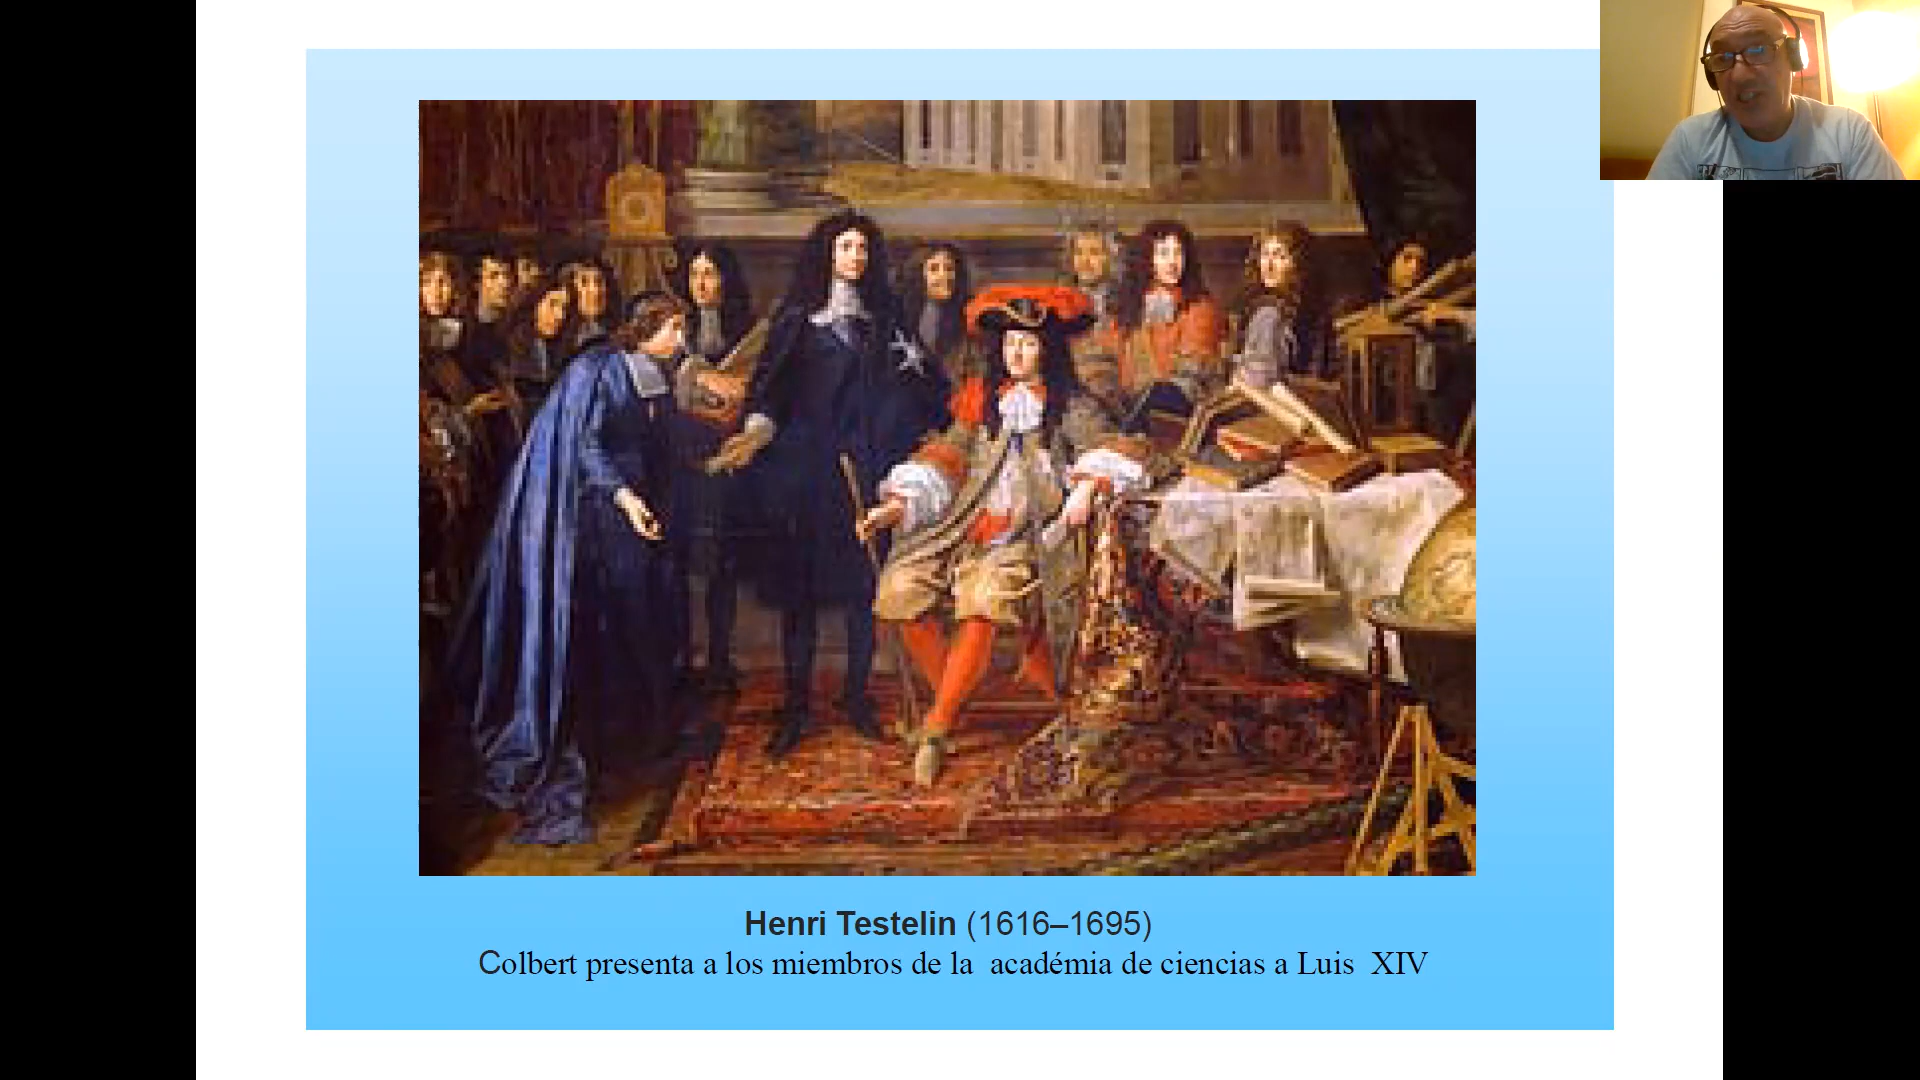 Henri Testelin (1616–1695)
Colbert presenta a los miembros de la académia de ciencias a Luis XIV